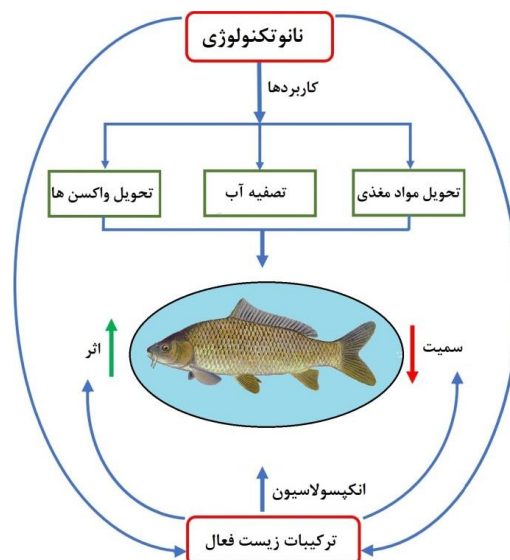 نانوتکنولوژی
کاربردها
تحویل مواد مغذی
تصفیه آب
تحویل واکسن ها
سمیت
اثر
انکپسولاسیون
ترکیبات زیست فعال